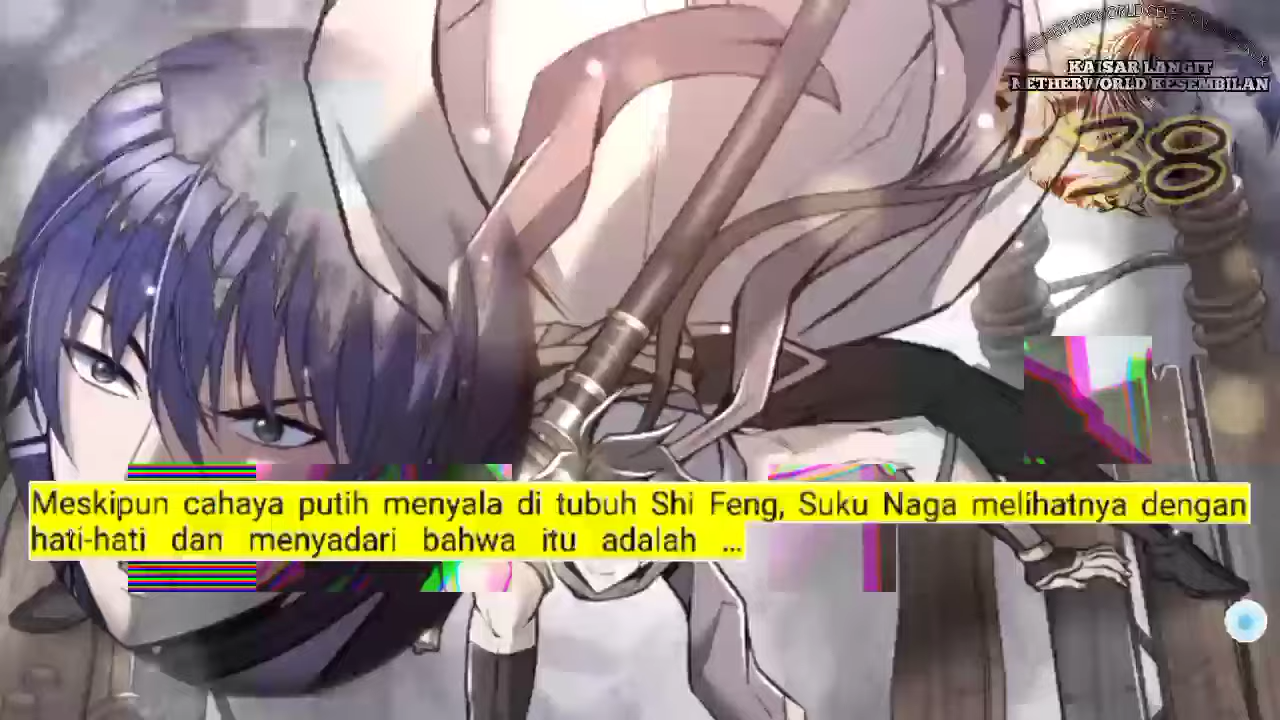 KAISAR LANGIT
NETHERWORLD KESEMBILAN
38
Meskipun cahaya putih menyala di tubuh Shi Feng, Suku Naga melihatnya dengan
hati-hati dan menyadari bahwa itu adalah ...